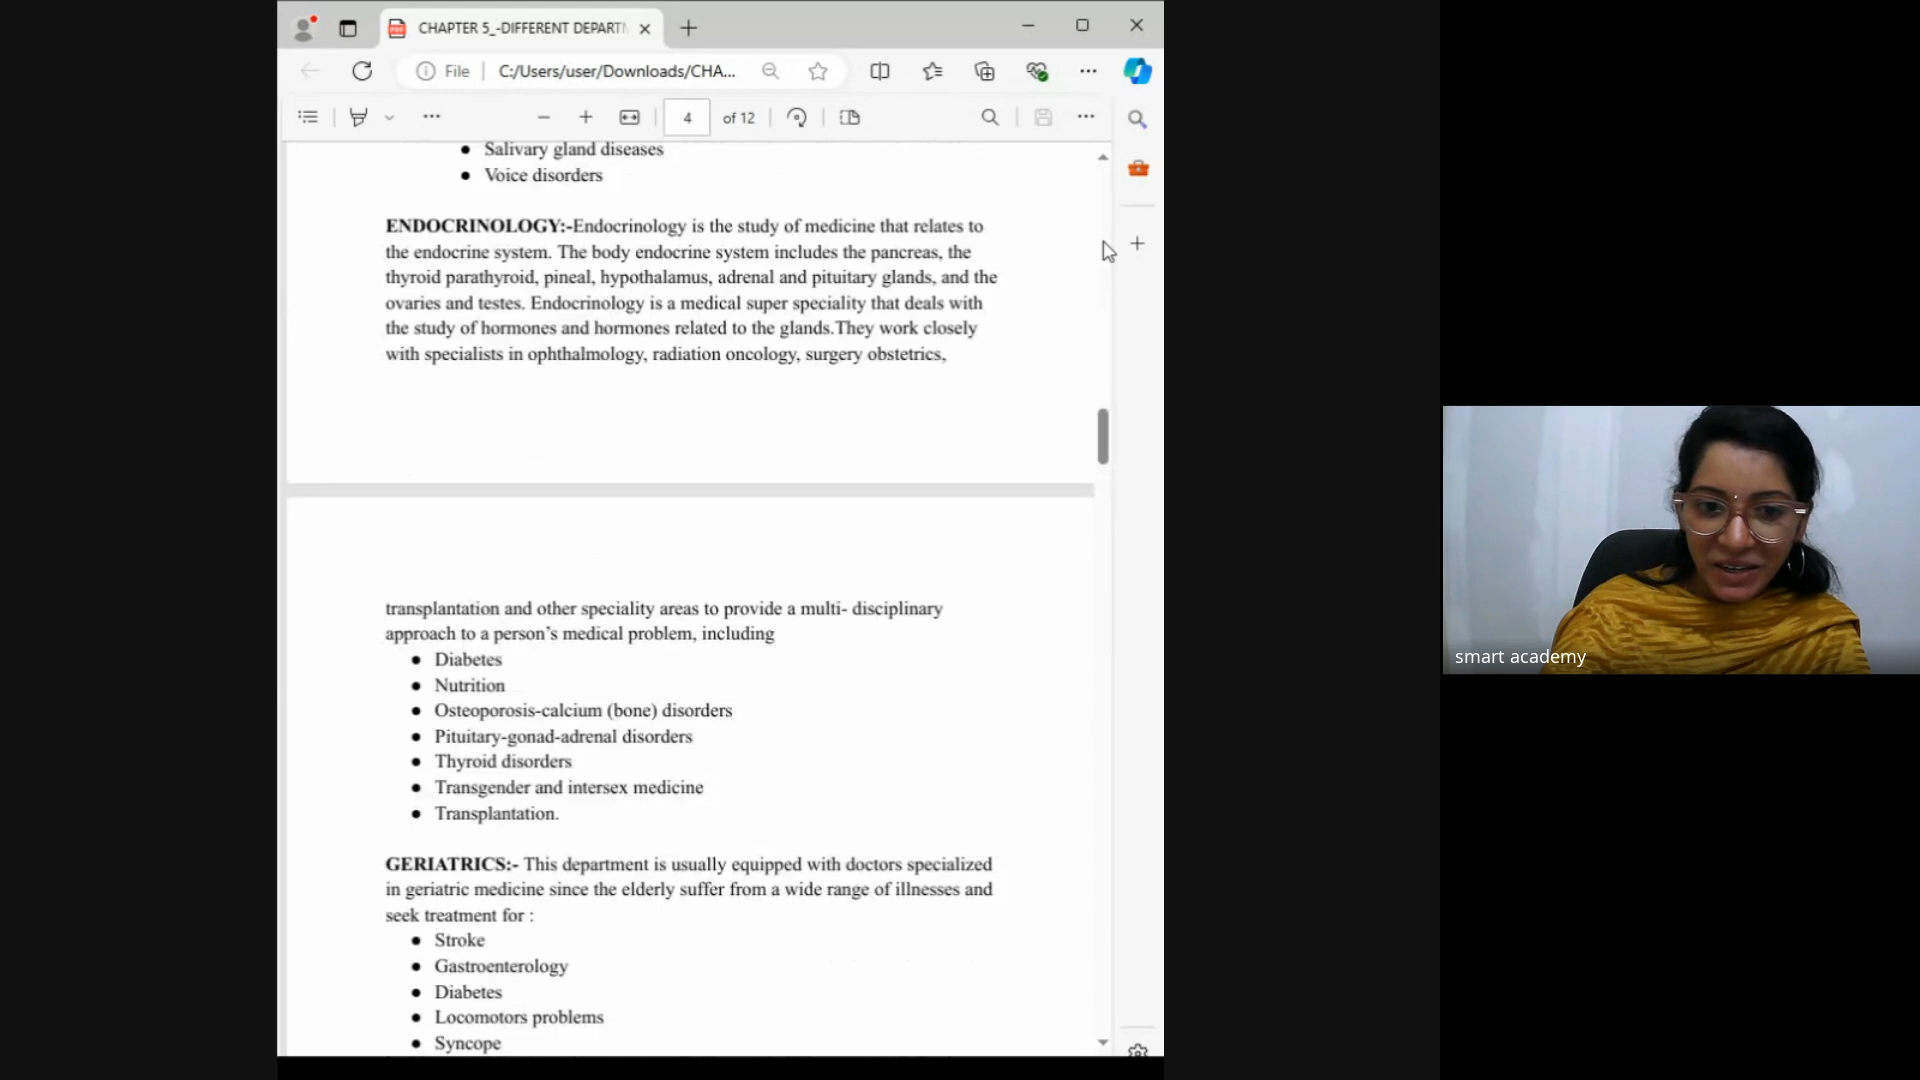 CHAPTER 5_-DIFFERENT DEPARTM
File
C:/Users/user/Downloads/CHA...
4 of 12
● Salivary gland diseases
● Voice disorders
ENDOCRINOLOGY:-Endocrinology is the study of medicine that relates to
the endocrine system. The body endocrine system includes the pancreas, the
thyroid parathyroid, pineal, hypothalamus, adrenal and pituitary glands, and the
ovaries and testes. Endocrinology is a medical super speciality that deals with
the study of hormones and hormones related to the glands.They work closely
with specialists in ophthalmology, radiation oncology, surgery obstetrics,
transplantation and other speciality areas to provide a multi- disciplinary
approach to a person’s medical problem, including
● Diabetes
● Nutrition
● Osteoporosis-calcium (bone) disorders
● Pituitary-gonad-adrenal disorders
● Thyroid disorders
● Transgender and intersex medicine
● Transplantation.
GERIATRICS:- This department is usually equipped with doctors specialized
in geriatric medicine since the elderly suffer from a wide range of illnesses and
seek treatment for :
● Stroke
● Gastroenterology
● Diabetes
● Locomotors problems
● Syncope
smart academy